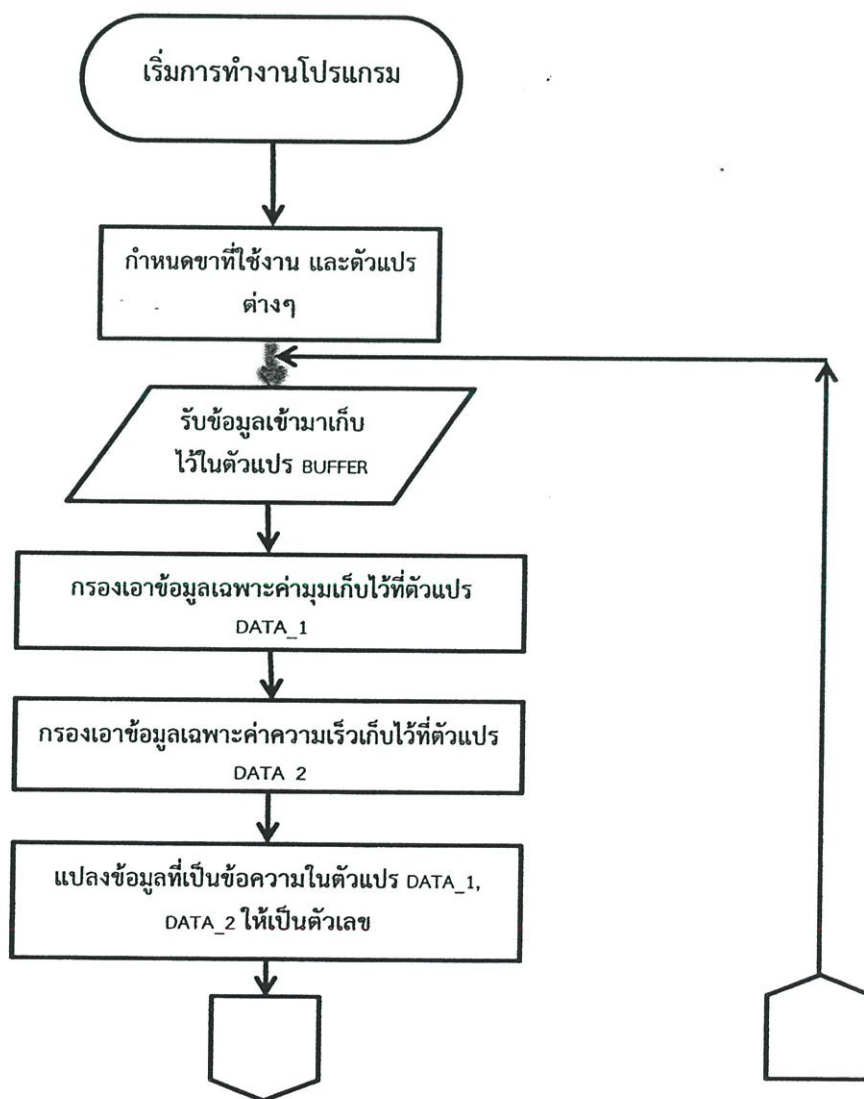 เริ่มการทำงานโปรแกรม
กำหนดขาที่ใช้งาน และตัวแปร
ต่างๆ
รับข้อมูลเข้ามาเก็บ
ไว้ในตัวแปร BUFFER
กรองเอาข้อมูลเฉพาะค่ามุมเก็บไว้ที่ตัวแปร
DATA_1
กรองเอาข้อมูลเฉพาะค่าความเร็วเก็บไว้ที่ตัวแปร
DATA 2
แปลงข้อมูลที่เป็นข้อความในตัวแปร DATA_1,
DATA_2 ให้เป็นตัวเลข